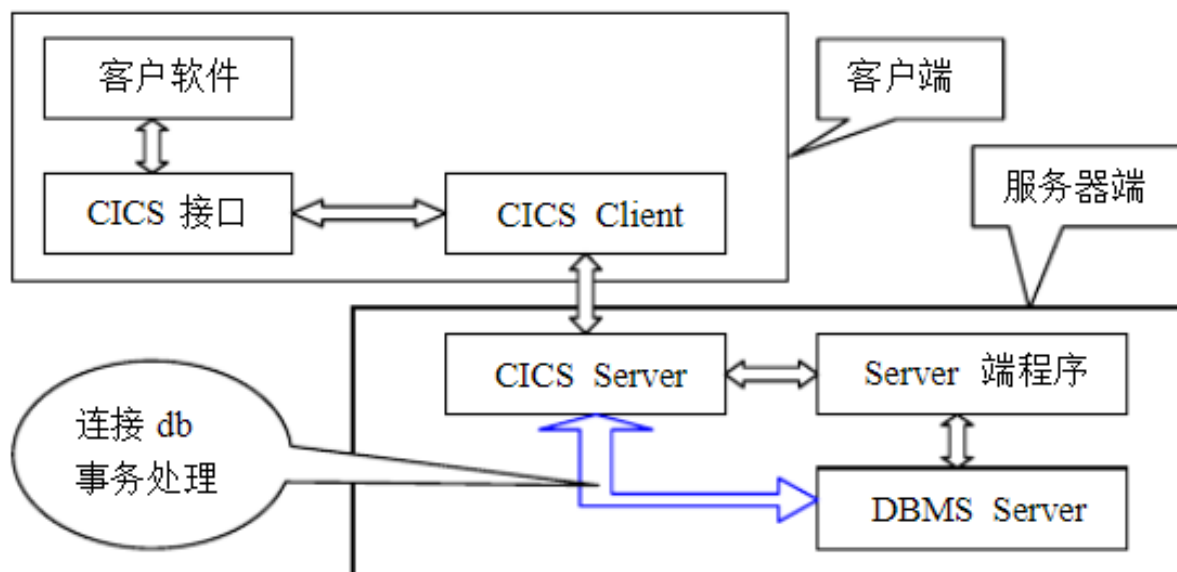 客户软件
客户端
CICS 接口
CICS Client
服务器端
CICS Server
Server 端程序
连接 db
事务处理
DBMS Server